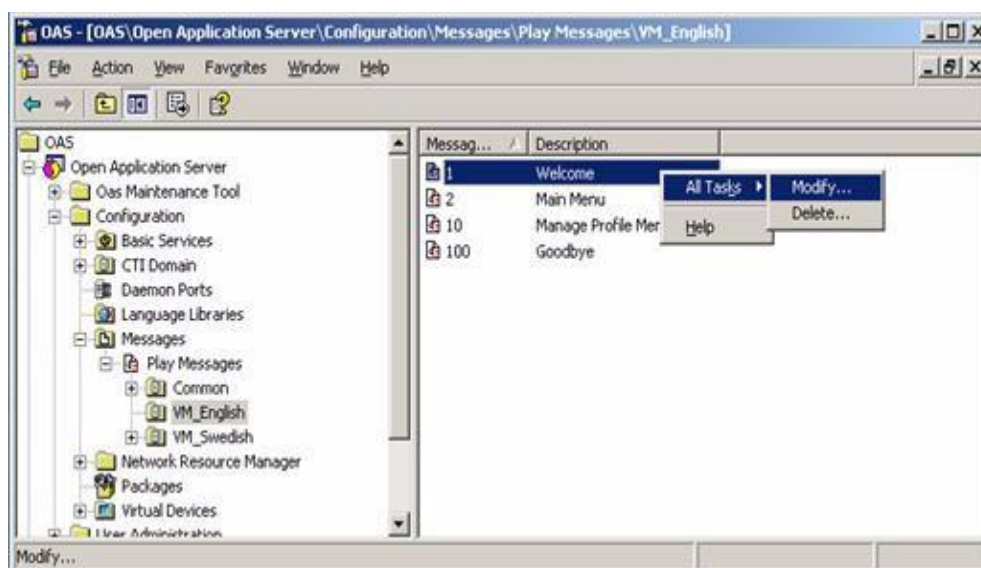 OAS - [OAS\Open Application Server\Configuration\Messages\Play Messages\VM_English]
File Action View Favorites Window Help
OAS
Open Application Server
Oas Maintenance Tool
Configuration
Basic Services
CTI Domain
Daemon Ports
Language Libraries
Messages
Play Messages
Common
VM_English
VM_Swedish
Network Resource Manager
Packages
Virtual Devices
User Administration
Messag... Description
1 Welcome
2 Main Menu
10 Manage Profile Mer
100 Goodbye
All Tasks
Help
Modify...
Delete...
Modify...